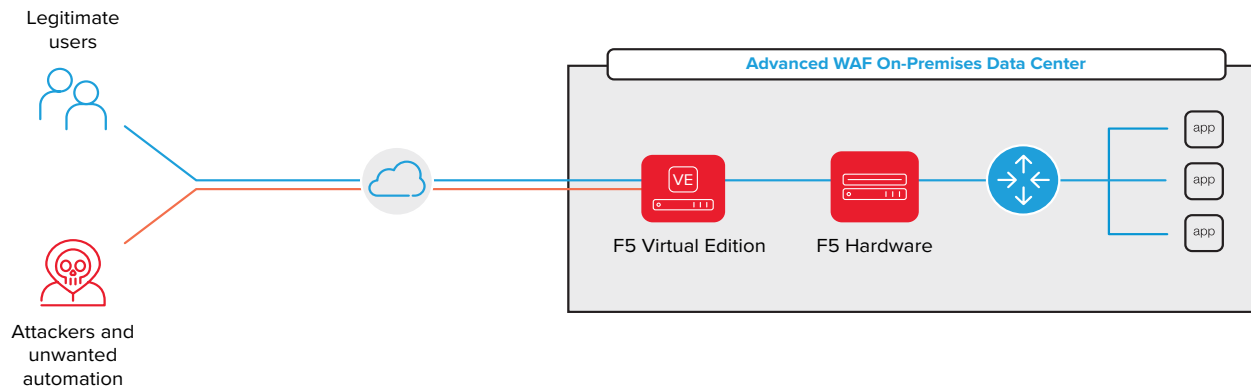 Legitimate
users
Advanced WAF On-Premises Data Center
app
VE
app
F5 Virtual Edition
F5 Hardware
app
Attackers and
unwanted
automation